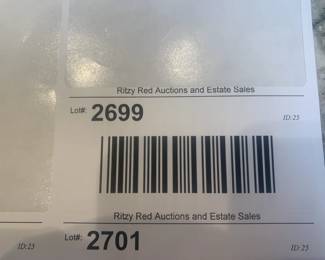 Ritzy Red Auctions and Estate Sales
Lot#: 2699 ID:25
Ritzy Red Auctions and Estate Sales
ID:25 Lot#: 2701 ID:25